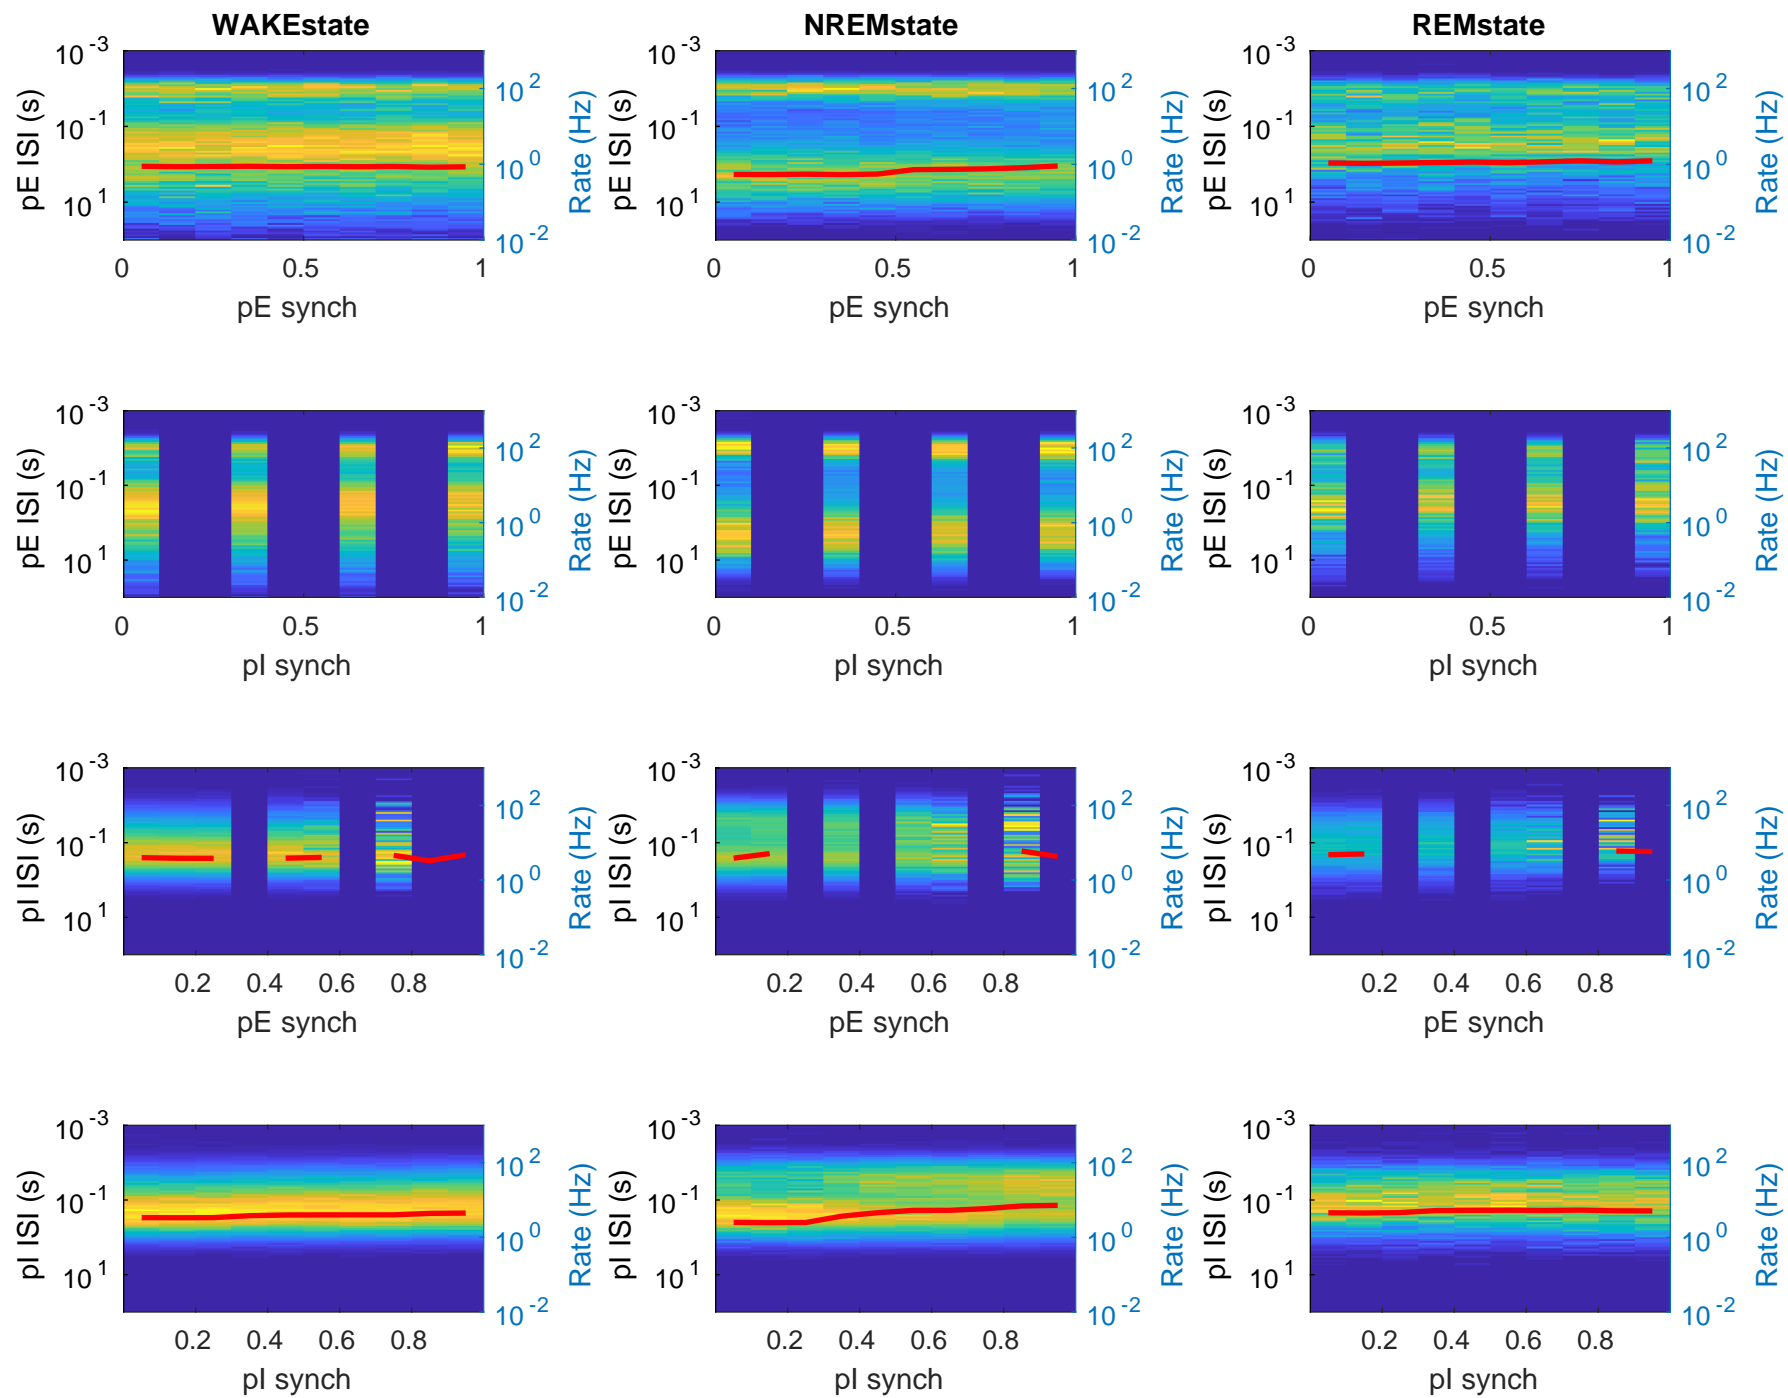 WAKEstate NREMstate REMstate
10^-3 10^-3 10^-3
10^2 10^2 10^2
10^-1 10^-1 10^-1
10^0 10^0 10^0
10^1 10^1 10^1
10^-2 10^-2 10^-2
pE ISI (s) Rate (Hz) pE ISI (s) Rate (Hz) pE ISI (s) Rate (Hz)
0 0.5 1 0 0.5 1 0 0.5 1
pE synch pE synch pE synch
10^-3 10^-3 10^-3
10^2 10^2 10^2
10^-1 10^-1 10^-1
10^0 10^0 10^0
10^1 10^1 10^1
10^-2 10^-2 10^-2
pE ISI (s) Rate (Hz) pE ISI (s) Rate (Hz) pE ISI (s) Rate (Hz)
0 0.5 1 0 0.5 1 0 0.5 1
pI synch pI synch pI synch
10^-3 10^-3 10^-3
10^2 10^2 10^2
10^-1 10^-1 10^-1
10^0 10^0 10^0
10^1 10^1 10^1
10^-2 10^-2 10^-2
pI ISI (s) Rate (Hz) pI ISI (s) Rate (Hz) pI ISI (s) Rate (Hz)
0.2 0.4 0.6 0.8 0.2 0.4 0.6 0.8 0.2 0.4 0.6 0.8
pE synch pE synch pE synch
10^-3 10^-3 10^-3
10^2 10^2 10^2
10^-1 10^-1 10^-1
10^0 10^0 10^0
10^1 10^1 10^1
10^-2 10^-2 10^-2
pI ISI (s) Rate (Hz) pI ISI (s) Rate (Hz) pI ISI (s) Rate (Hz)
0.2 0.4 0.6 0.8 0.2 0.4 0.6 0.8 0.2 0.4 0.6 0.8
pI synch pI synch pI synch